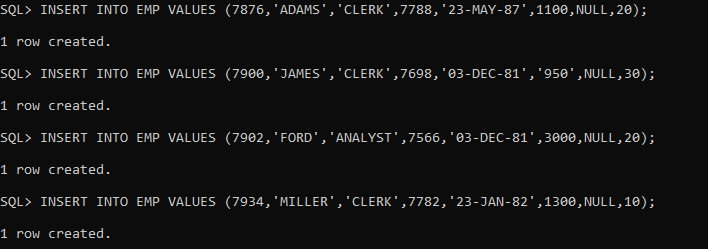 SQL> INSERT INTO EMP VALUES (7876,'ADAMS','CLERK',7788,'23-MAY-87',1100,NULL,20);
1 row created.
SQL> INSERT INTO EMP VALUES (7900,'JAMES','CLERK',7698,'03-DEC-81','950',NULL,30);
1 row created.
SQL> INSERT INTO EMP VALUES (7902,'FORD','ANALYST',7566,'03-DEC-81',3000,NULL,20);
1 row created.
SQL> INSERT INTO EMP VALUES (7934,'MILLER','CLERK',7782,'23-JAN-82',1300,NULL,10);
1 row created.